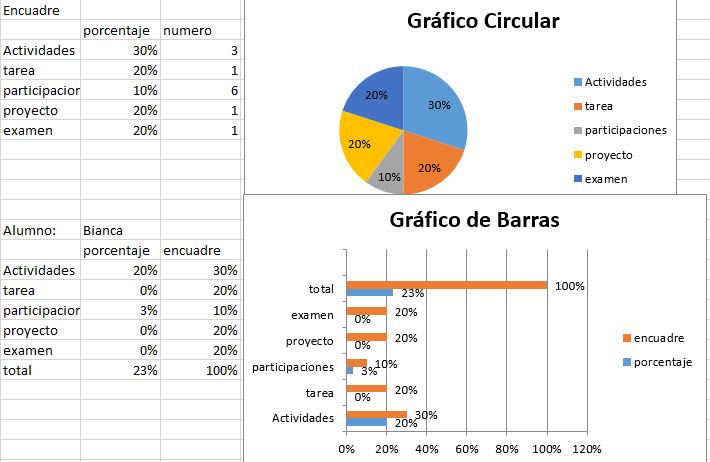 Encuadre
porcentaje numero
Actividades 30% 3
tarea 20% 1
participacior 10% 6
proyecto 20% 1
examen 20% 1
Gráfico Circular
30%
20%
10%
20%
20%
Actividades
tarea
participaciones
proyecto
examen
Alumno: Bianca
porcentaje encuadre
Actividades 20% 30%
tarea 0% 20%
participacior 3% 10%
proyecto 0% 20%
examen 0% 20%
total 23% 100%
Gráfico de Barras
total 100%
23%
examen 20%
0%
proyecto 20%
0%
participaciones 10%
3%
tarea 20%
0%
Actividades 30%
20%
0% 20% 40% 60% 80% 100% 120%
encuadre
porcentaje